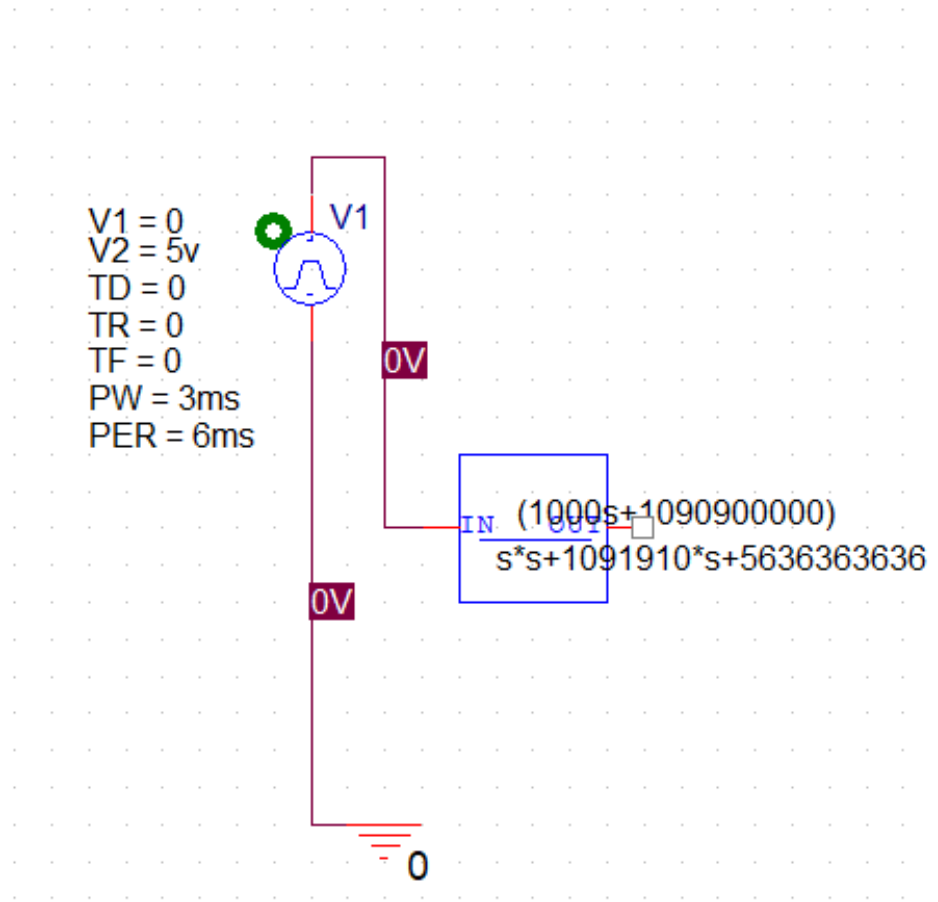 V1
V1 = 0
V2 = 5v
TD = 0
TR = 0
TF = 0
PW = 3ms
PER = 6ms
0V
IN
OUT
(1000s+1090900000)
s*s+1091910*s+5636363636
0V
0